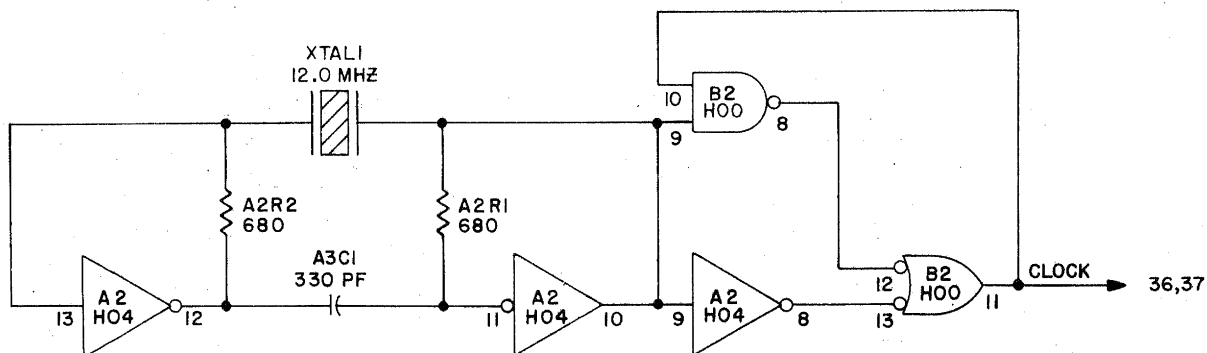 XTAL1
12.0 MHZ
10
B2
H00
8
9
A2R2
680
A2R1
680
A3C1
330 PF
13
A2
H04
12
11
A2
H04
10
9
A2
H04
8
12
13
B2
H00
11
CLOCK
36,37